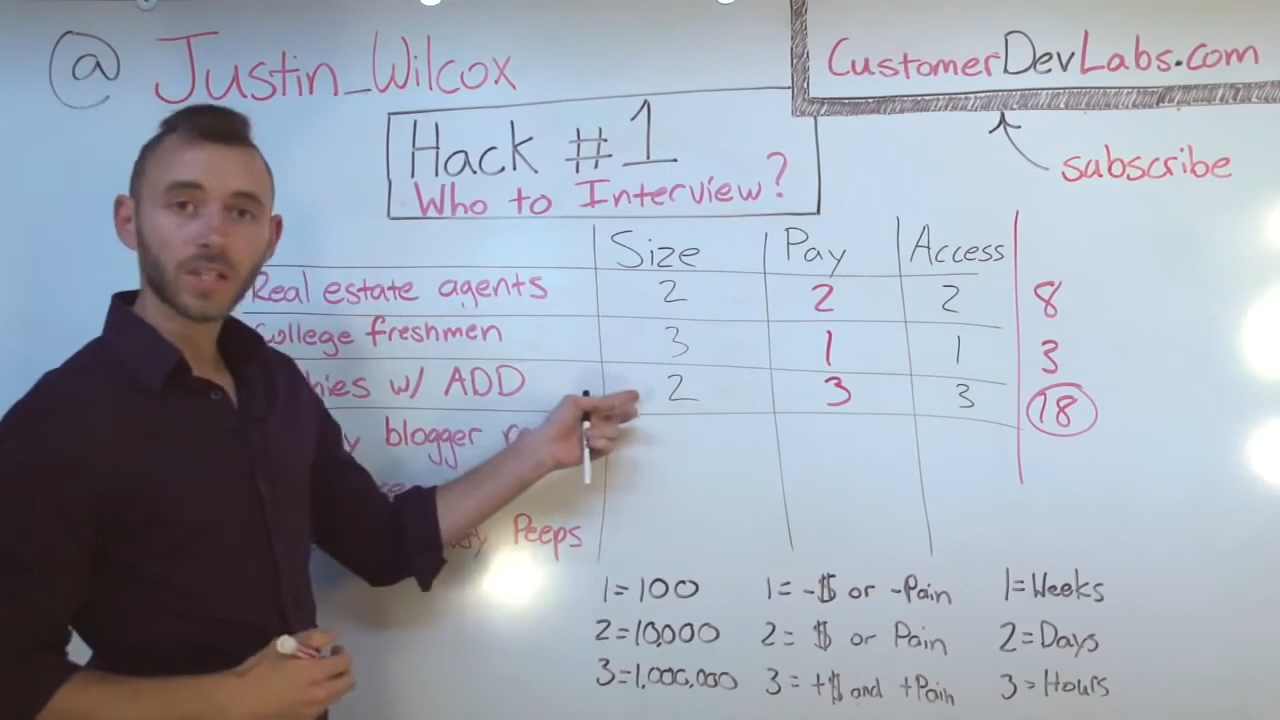 @ Justin_Wilcox
CustomerDevLabs.com
subscribe
Hack #1
Who to Interview?
Size Pay Access
Real estate agents 2 2 2 8
College freshmen 3 1 1 3
w/ ADD 2 3 3 18
blogger
Peeps
1=100 1= -$ or -Pain 1=Weeks
2=10,000 2= $ or Pain 2=Days
3=1,000,000 3= +$ and +Pain 3=Hours